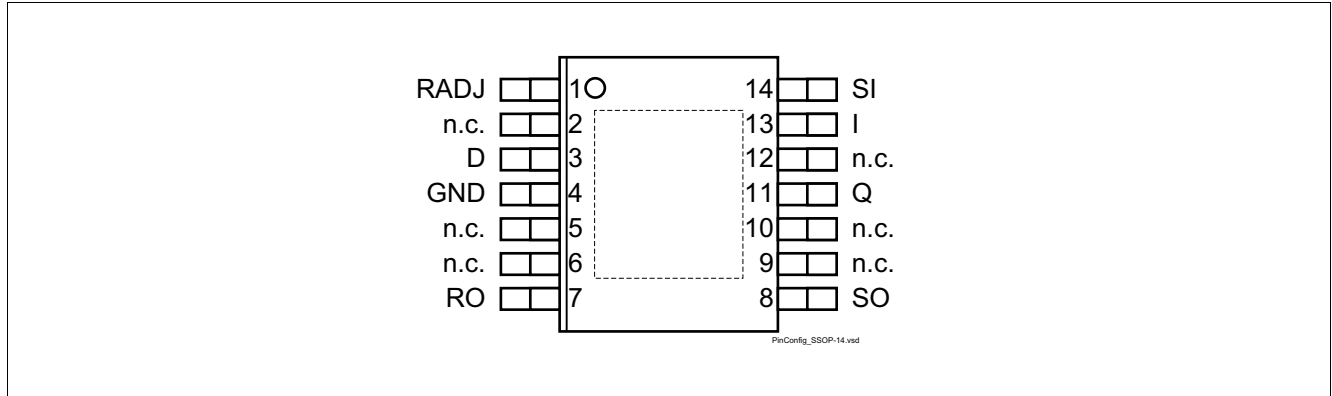 RADJ 1 14 SI
n.c. 2 13 I
D 3 12 n.c.
GND 4 11 Q
n.c. 5 10 n.c.
n.c. 6 9 n.c.
RO 7 8 SO
PinConfig_SSOP-14.vsd